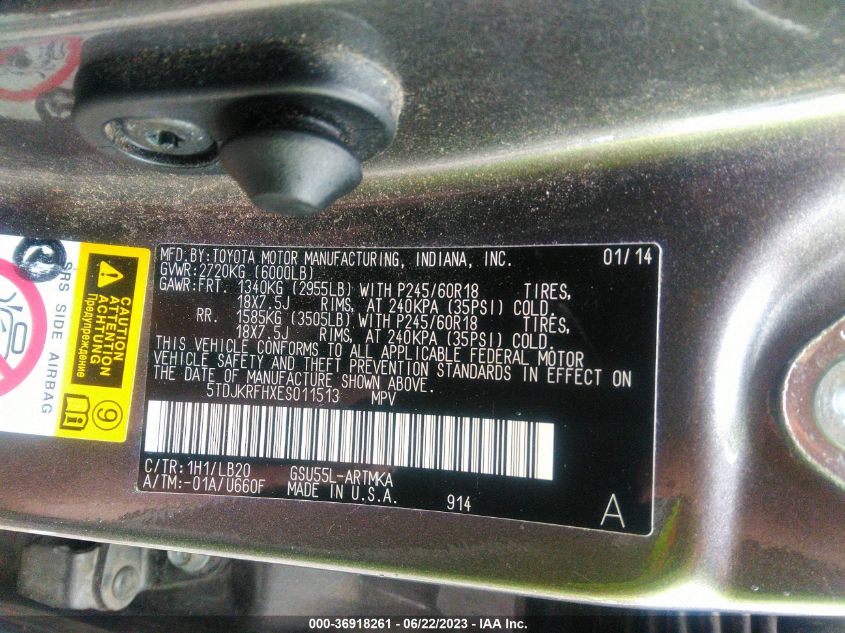 MFD.BY:TOYOTA MOTOR MANUFACTURING, INDIANA, INC. 01/14
GVWR:2720KG (6000LB)
GAWR:FRT. 1340KG (2955LB) WITH P245/60R18 TIRES,
18X7.5J RIMS, AT 240KPA (35PSI) COLD.
RR. 1585KG (3505LB) WITH P245/60R18 TIRES,
18X7.5J RIMS, AT 240KPA (35PSI) COLD.
THIS VEHICLE CONFORMS TO ALL APPLICABLE FEDERAL MOTOR
VEHICLE SAFETY AND THEFT PREVENTION STANDARDS IN EFFECT ON
THE DATE OF MANUFACTURE SHOWN ABOVE.
5TDJKRFHXES011513 MPV
C/TR:1H1/LB20 GSU55L-ARTMKA
A/TM:-01A/U660F MADE IN U.S.A. 914
A
SRS SIDE AIRBAG
CAUTION
ATTENTION
Предупреждение
9
000-36918261 - 06/22/2023 - IAA Inc.